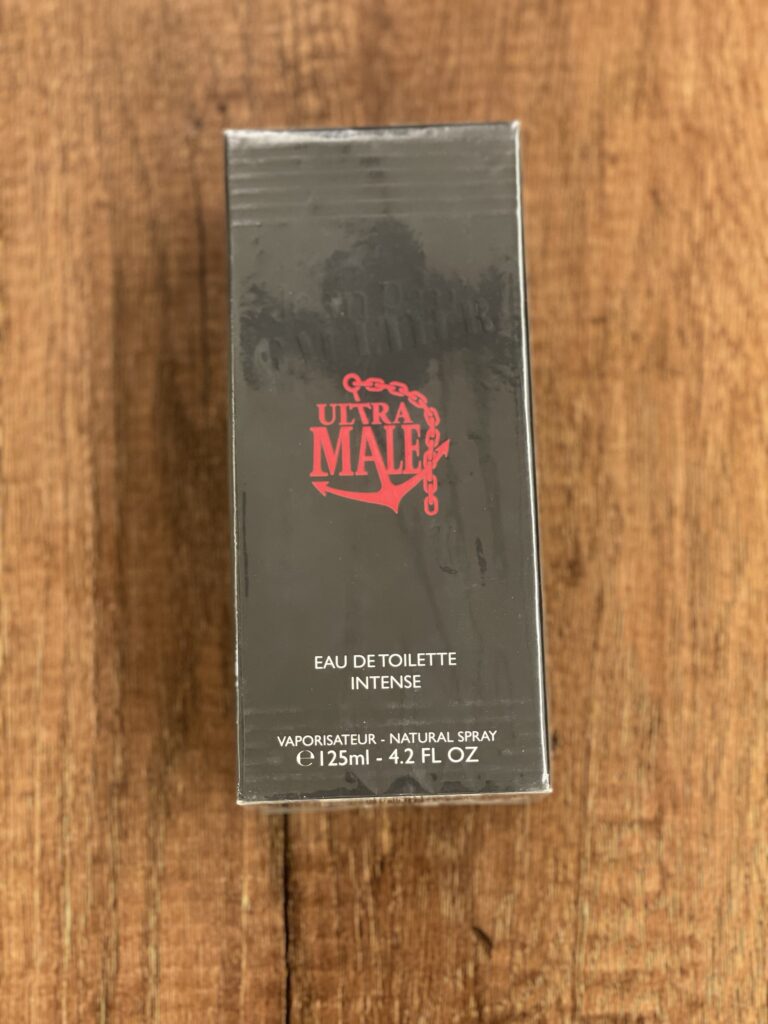 ULTRA
MALE
EAU DE TOILETTE
INTENSE
VAPORISATEUR - NATURAL SPRAY
℮125ml - 4.2 FL OZ